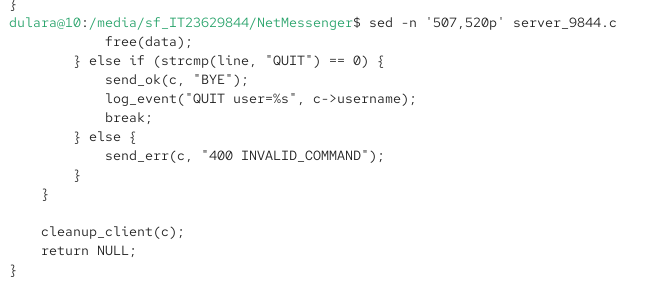 }
dulara@10:/media/sf_IT23629844/NetMessenger$ sed -n '507,520p' server_9844.c
            free(data);
        } else if (strcmp(line, "QUIT") == 0) {
            send_ok(c, "BYE");
            log_event("QUIT user=%s", c->username);
            break;
        } else {
            send_err(c, "400 INVALID_COMMAND");
        }
    }

    cleanup_client(c);
    return NULL;
}